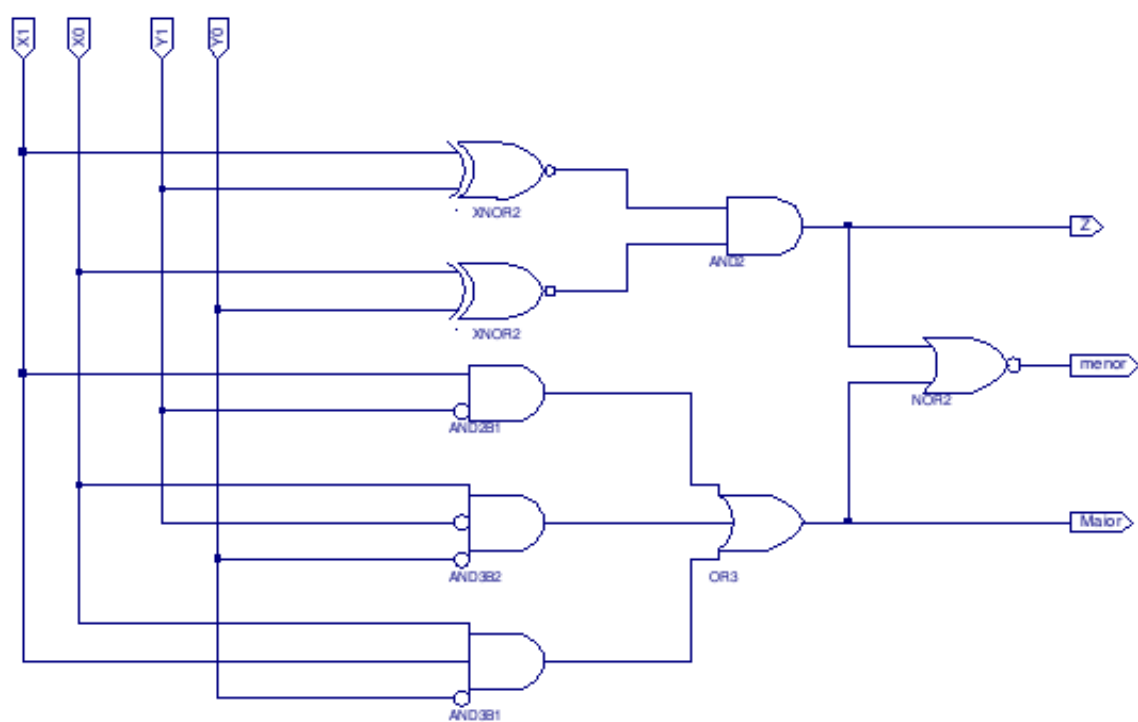 X1
X0
Y1
Y0
XNOR2
AND2
Z
XNOR2
menor
NOR2
AND2B1
Maior
AND3B2
OR3
AND3B1